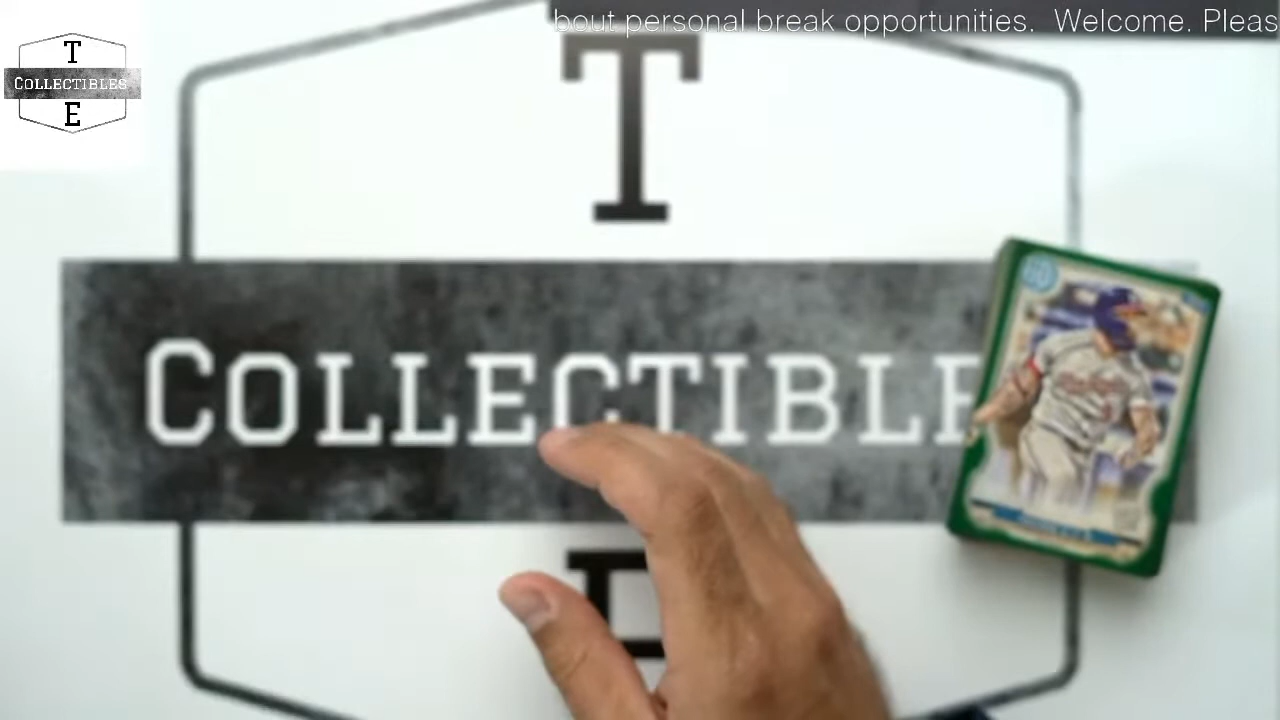 bout personal break opportunities.  Welcome. Pleas
T
COLLECTIBLES
E
T
COLLECTIBLE
E